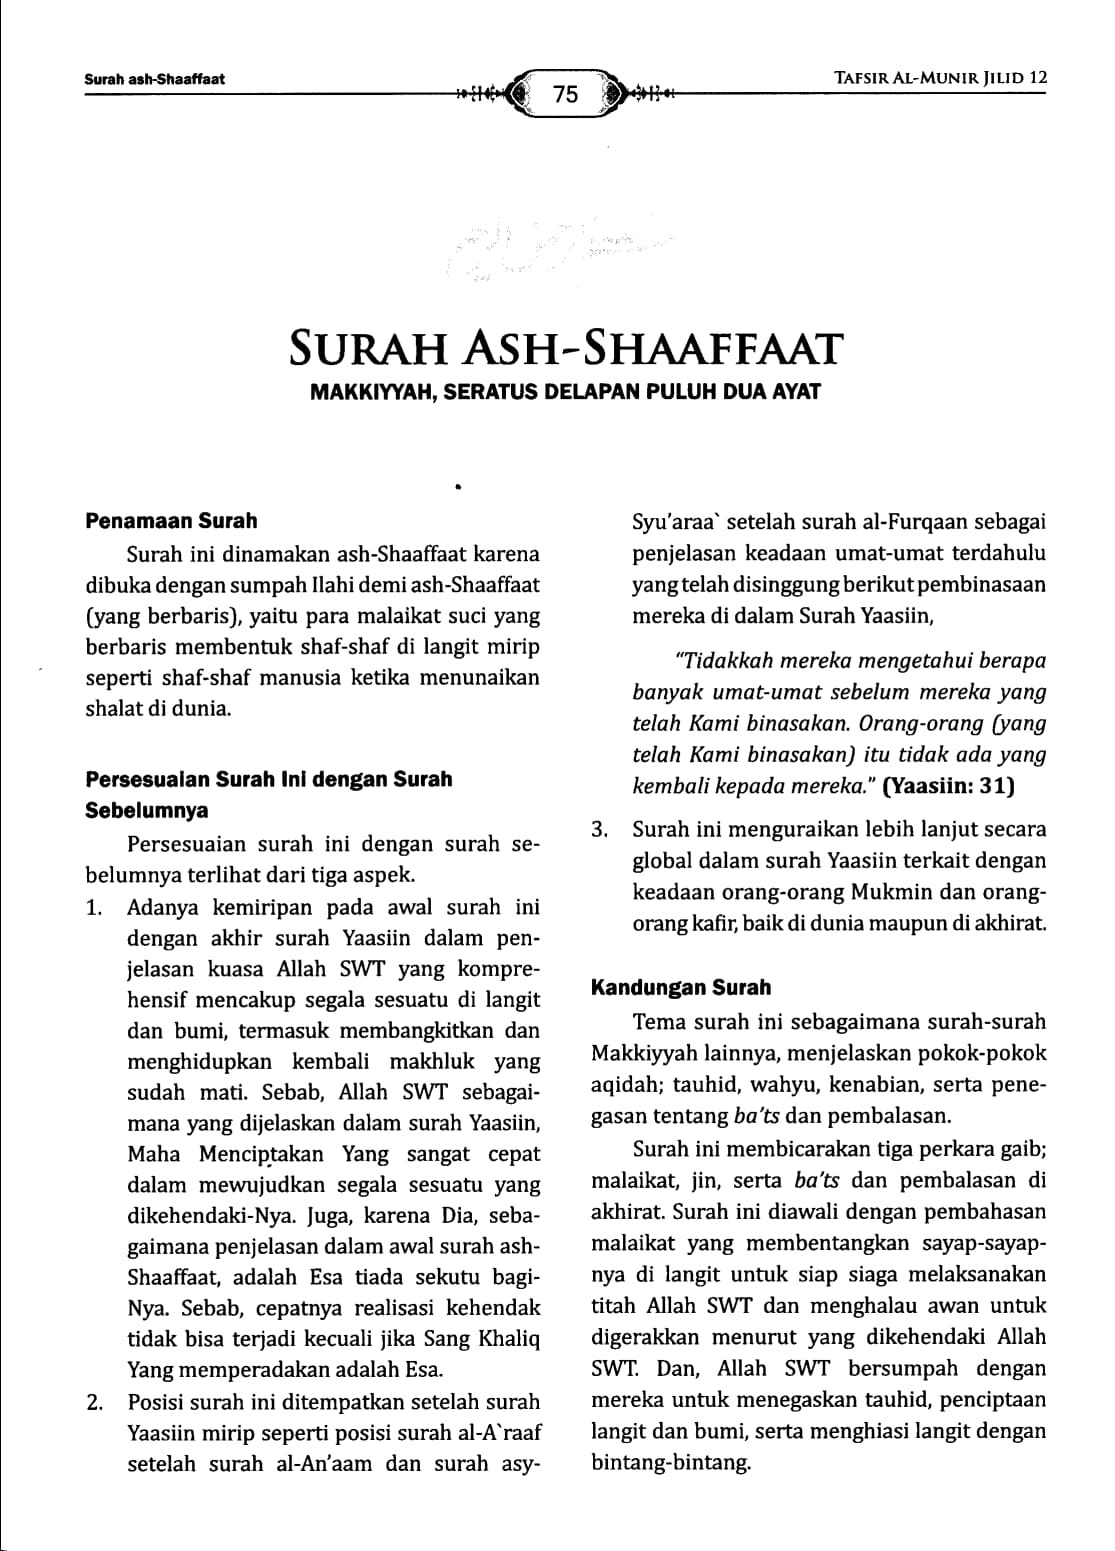 Surah ash-Shaaffaat
75
TAFSIR AL-MUNIR JILID 12
SURAH ASH-SHAAFFAAT
MAKKIYYAH, SERATUS DELAPAN PULUH DUA AYAT
Penamaan Surah
Surah ini dinamakan ash-Shaaffaat karena
dibuka dengan sumpah Ilahi demi ash-Shaaffaat
(yang berbaris), yaitu para malaikat suci yang
berbaris membentuk shaf-shaf di langit mirip
seperti shaf-shaf manusia ketika menunaikan
shalat di dunia.
Persesuaian Surah Ini dengan Surah
Sebelumnya
Persesuaian surah ini dengan surah se-
belumnya terlihat dari tiga aspek.
1. Adanya kemiripan pada awal surah ini
dengan akhir surah Yaasiin dalam pen-
jelasan kuasa Allah SWT yang kompre-
hensif mencakup segala sesuatu di langit
dan bumi, termasuk membangkitkan dan
menghidupkan kembali makhluk yang
sudah mati. Sebab, Allah SWT sebagai-
mana yang dijelaskan dalam surah Yaasiin,
Maha Menciptakan Yang sangat cepat
dalam mewujudkan segala sesuatu yang
dikehendaki-Nya. Juga, karena Dia, seba-
gaimana penjelasan dalam awal surah ash-
Shaaffaat, adalah Esa tiada sekutu bagi-
Nya. Sebab, cepatnya realisasi kehendak
tidak bisa terjadi kecuali jika Sang Khaliq
Yang memperadakan adalah Esa.
2. Posisi surah ini ditempatkan setelah surah
Yaasiin mirip seperti posisi surah al-A`raaf
setelah surah al-An'aam dan surah asy-
Syu'araa` setelah surah al-Furqaan sebagai
penjelasan keadaan umat-umat terdahulu
yang telah disinggung berikut pembinasaan
mereka di dalam Surah Yaasiin,
"Tidakkah mereka mengetahui berapa
banyak umat-umat sebelum mereka yang
telah Kami binasakan. Orang-orang (yang
telah Kami binasakan) itu tidak ada yang
kembali kepada mereka." (Yaasiin: 31)
3. Surah ini menguraikan lebih lanjut secara
global dalam surah Yaasiin terkait dengan
keadaan orang-orang Mukmin dan orang-
orang kafir, baik di dunia maupun di akhirat.
Kandungan Surah
Tema surah ini sebagaimana surah-surah
Makkiyyah lainnya, menjelaskan pokok-pokok
aqidah; tauhid, wahyu, kenabian, serta pene-
gasan tentang ba'ts dan pembalasan.
Surah ini membicarakan tiga perkara gaib;
malaikat, jin, serta ba'ts dan pembalasan di
akhirat. Surah ini diawali dengan pembahasan
malaikat yang membentangkan sayap-sayap-
nya di langit untuk siap siaga melaksanakan
titah Allah SWT dan menghalau awan untuk
digerakkan menurut yang dikehendaki Allah
SWT. Dan, Allah SWT bersumpah dengan
mereka untuk menegaskan tauhid, penciptaan
langit dan bumi, serta menghiasi langit dengan
bintang-bintang.